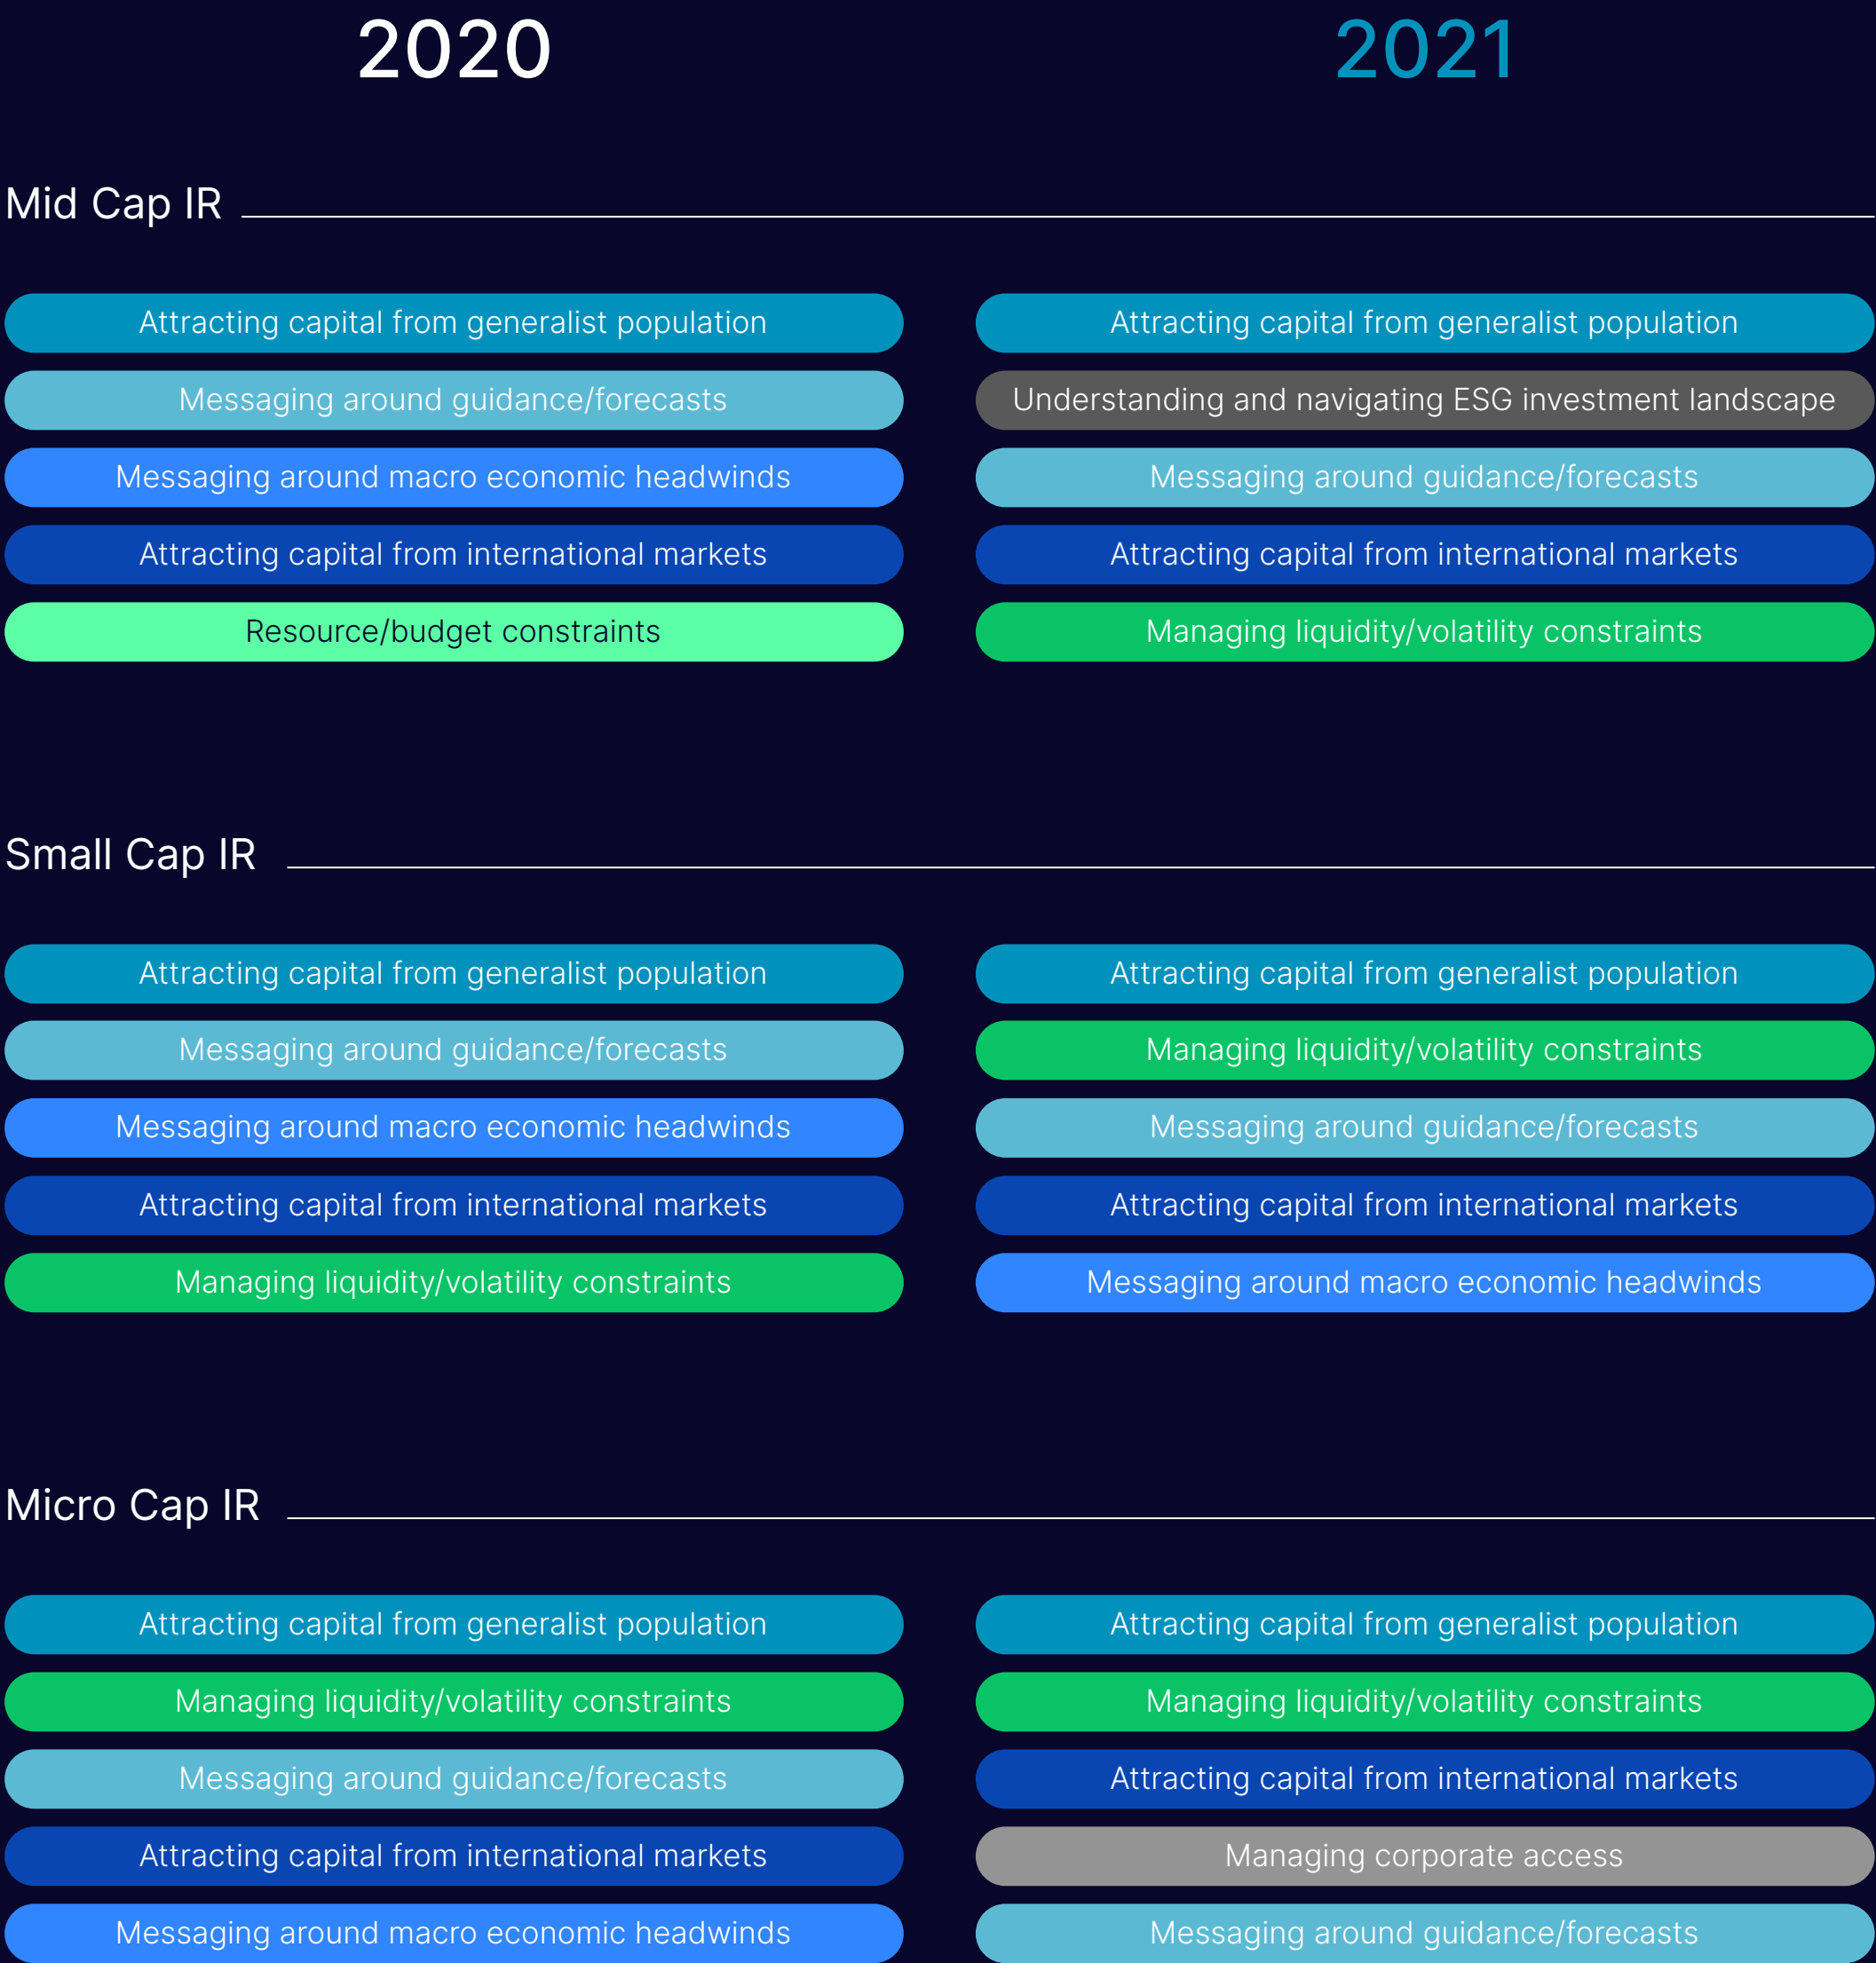 2020
2021
Mid Cap IR
Attracting capital from generalist population
Attracting capital from generalist population
Messaging around guidance/forecasts
Understanding and navigating ESG investment landscape
Messaging around macro economic headwinds
Messaging around guidance/forecasts
Attracting capital from international markets
Attracting capital from international markets
Resource/budget constraints
Managing liquidity/volatility constraints
Small Cap IR
Attracting capital from generalist population
Attracting capital from generalist population
Messaging around guidance/forecasts
Managing liquidity/volatility constraints
Messaging around macro economic headwinds
Messaging around guidance/forecasts
Attracting capital from international markets
Attracting capital from international markets
Managing liquidity/volatility constraints
Messaging around macro economic headwinds
Micro Cap IR
Attracting capital from generalist population
Attracting capital from generalist population
Managing liquidity/volatility constraints
Managing liquidity/volatility constraints
Messaging around guidance/forecasts
Attracting capital from international markets
Attracting capital from international markets
Managing corporate access
Messaging around macro economic headwinds
Messaging around guidance/forecasts